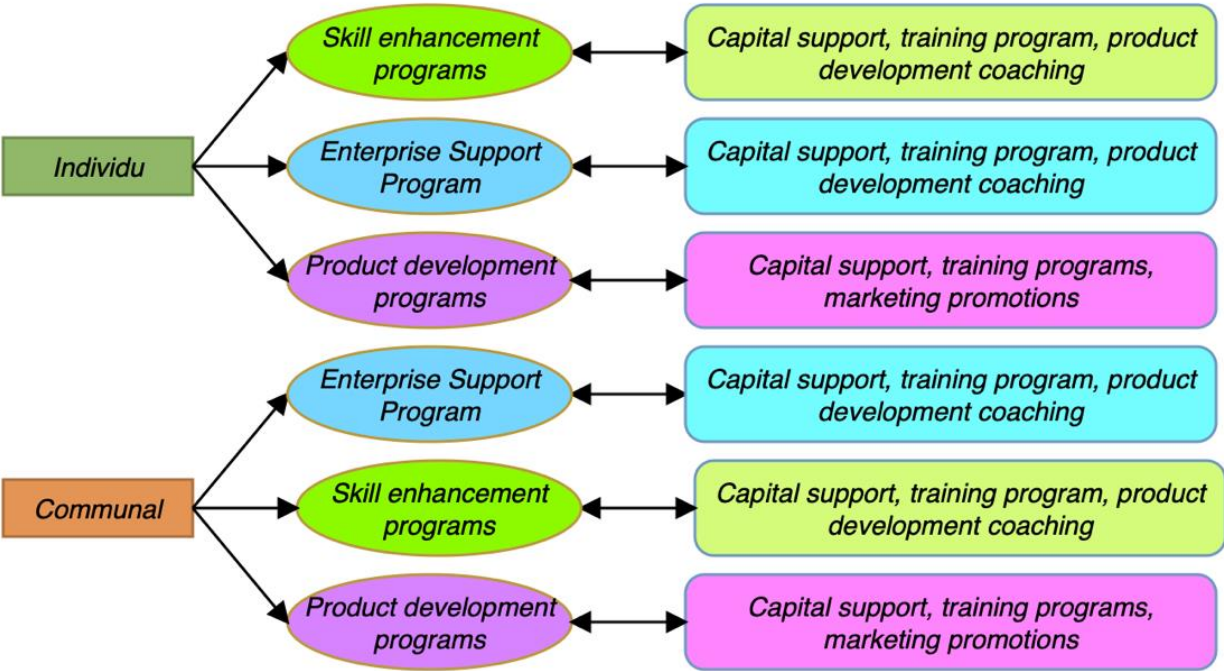 Skill enhancement
programs
Capital support, training program, product
development coaching
Individu
Enterprise Support
Program
Capital support, training program, product
development coaching
Product development
programs
Capital support, training programs,
marketing promotions
Enterprise Support
Program
Capital support, training program, product
development coaching
Communal
Skill enhancement
programs
Capital support, training program, product
development coaching
Product development
programs
Capital support, training programs,
marketing promotions